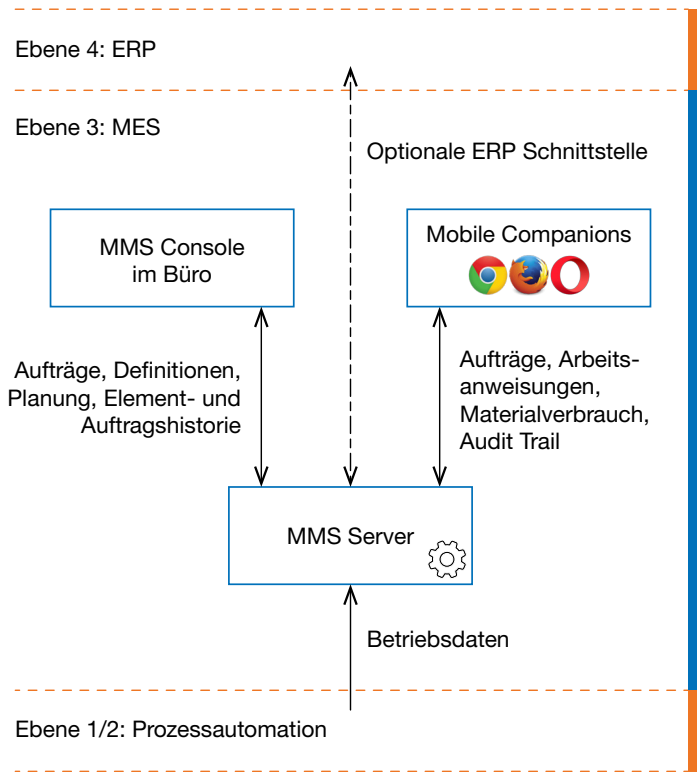 Ebene 4: ERP
Ebene 3: MES
Optionale ERP Schnittstelle
MMS Console
im Büro
Mobile Companions
Aufträge, Definitionen,
Planung, Element- und
Auftragshistorie
Aufträge, Arbeits-
anweisungen,
Materialverbrauch,
Audit Trail
MMS Server
Betriebsdaten
Ebene 1/2: Prozessautomation